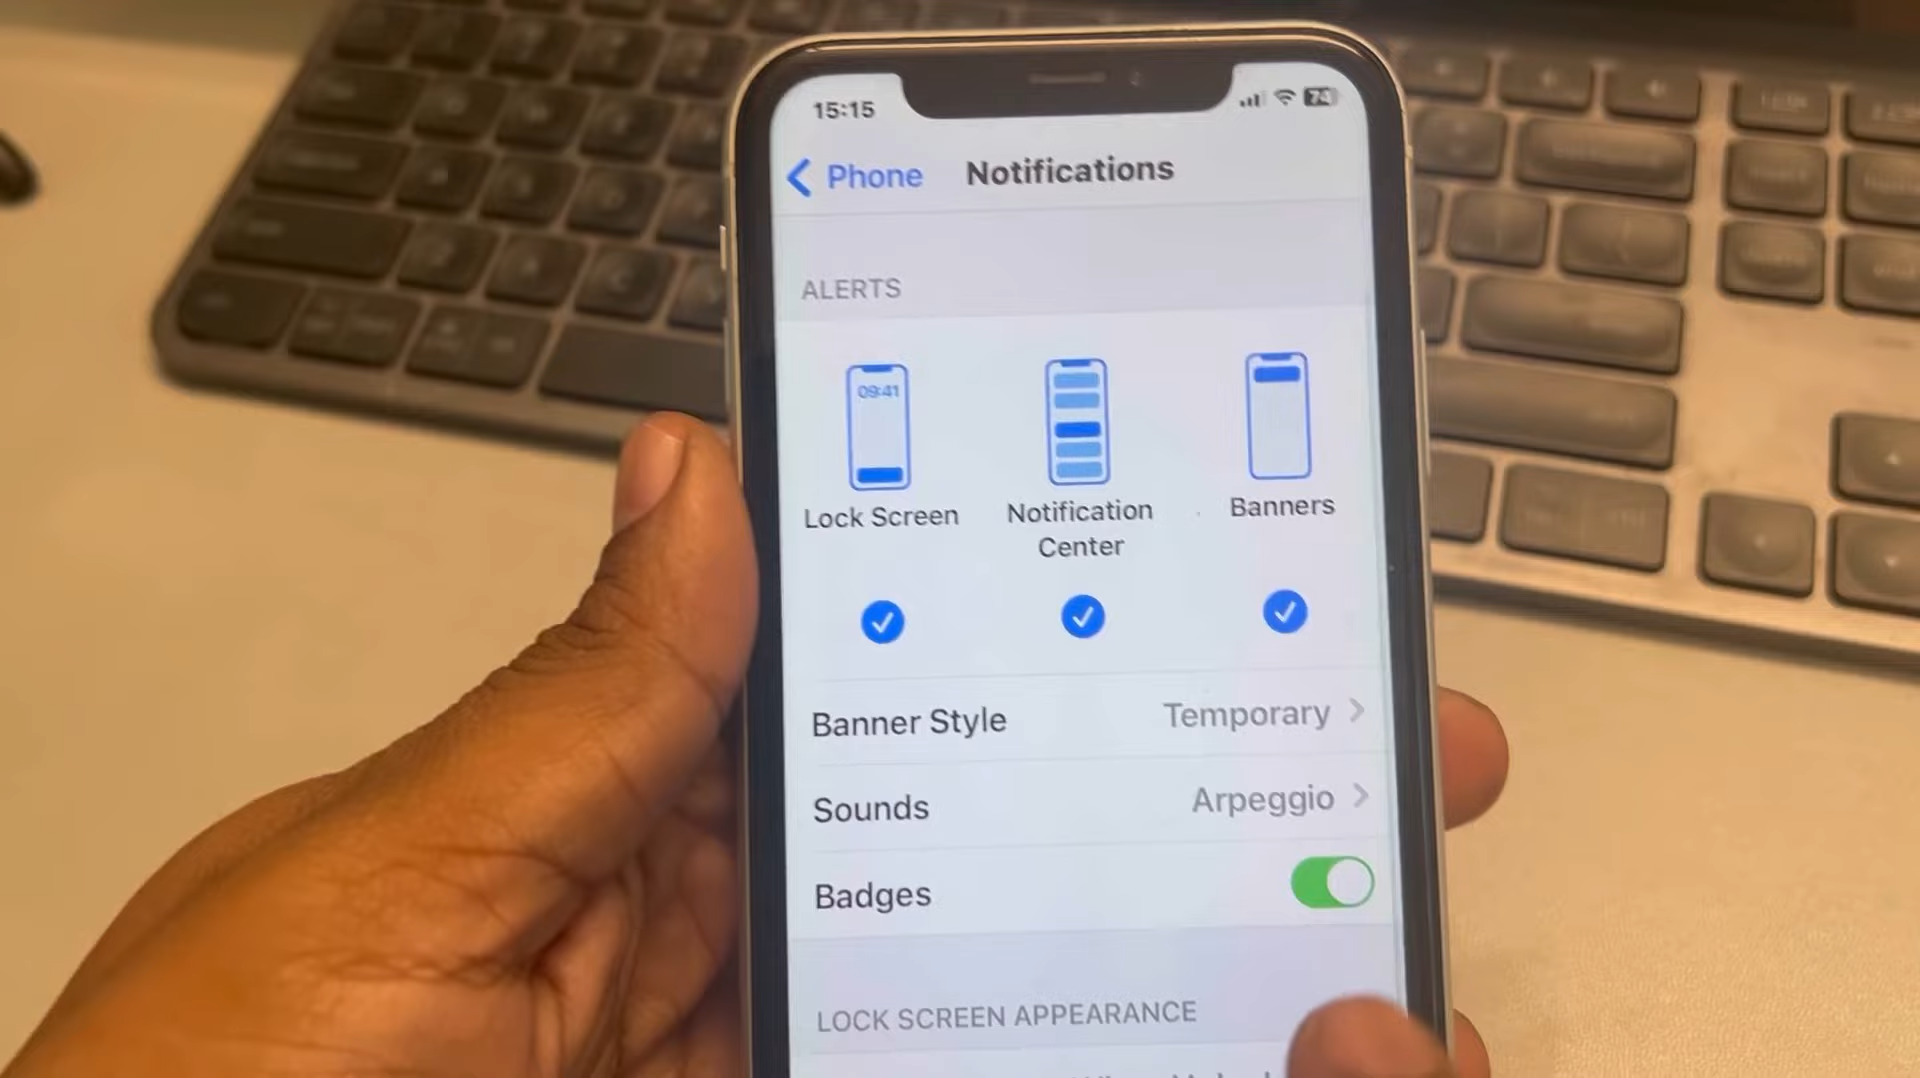 15:15
74
Phone Notifications
ALERTS
09:41
Lock Screen
Notification
Center
Banners
Banner Style Temporary
Sounds Arpeggio
Badges
LOCK SCREEN APPEARANCE